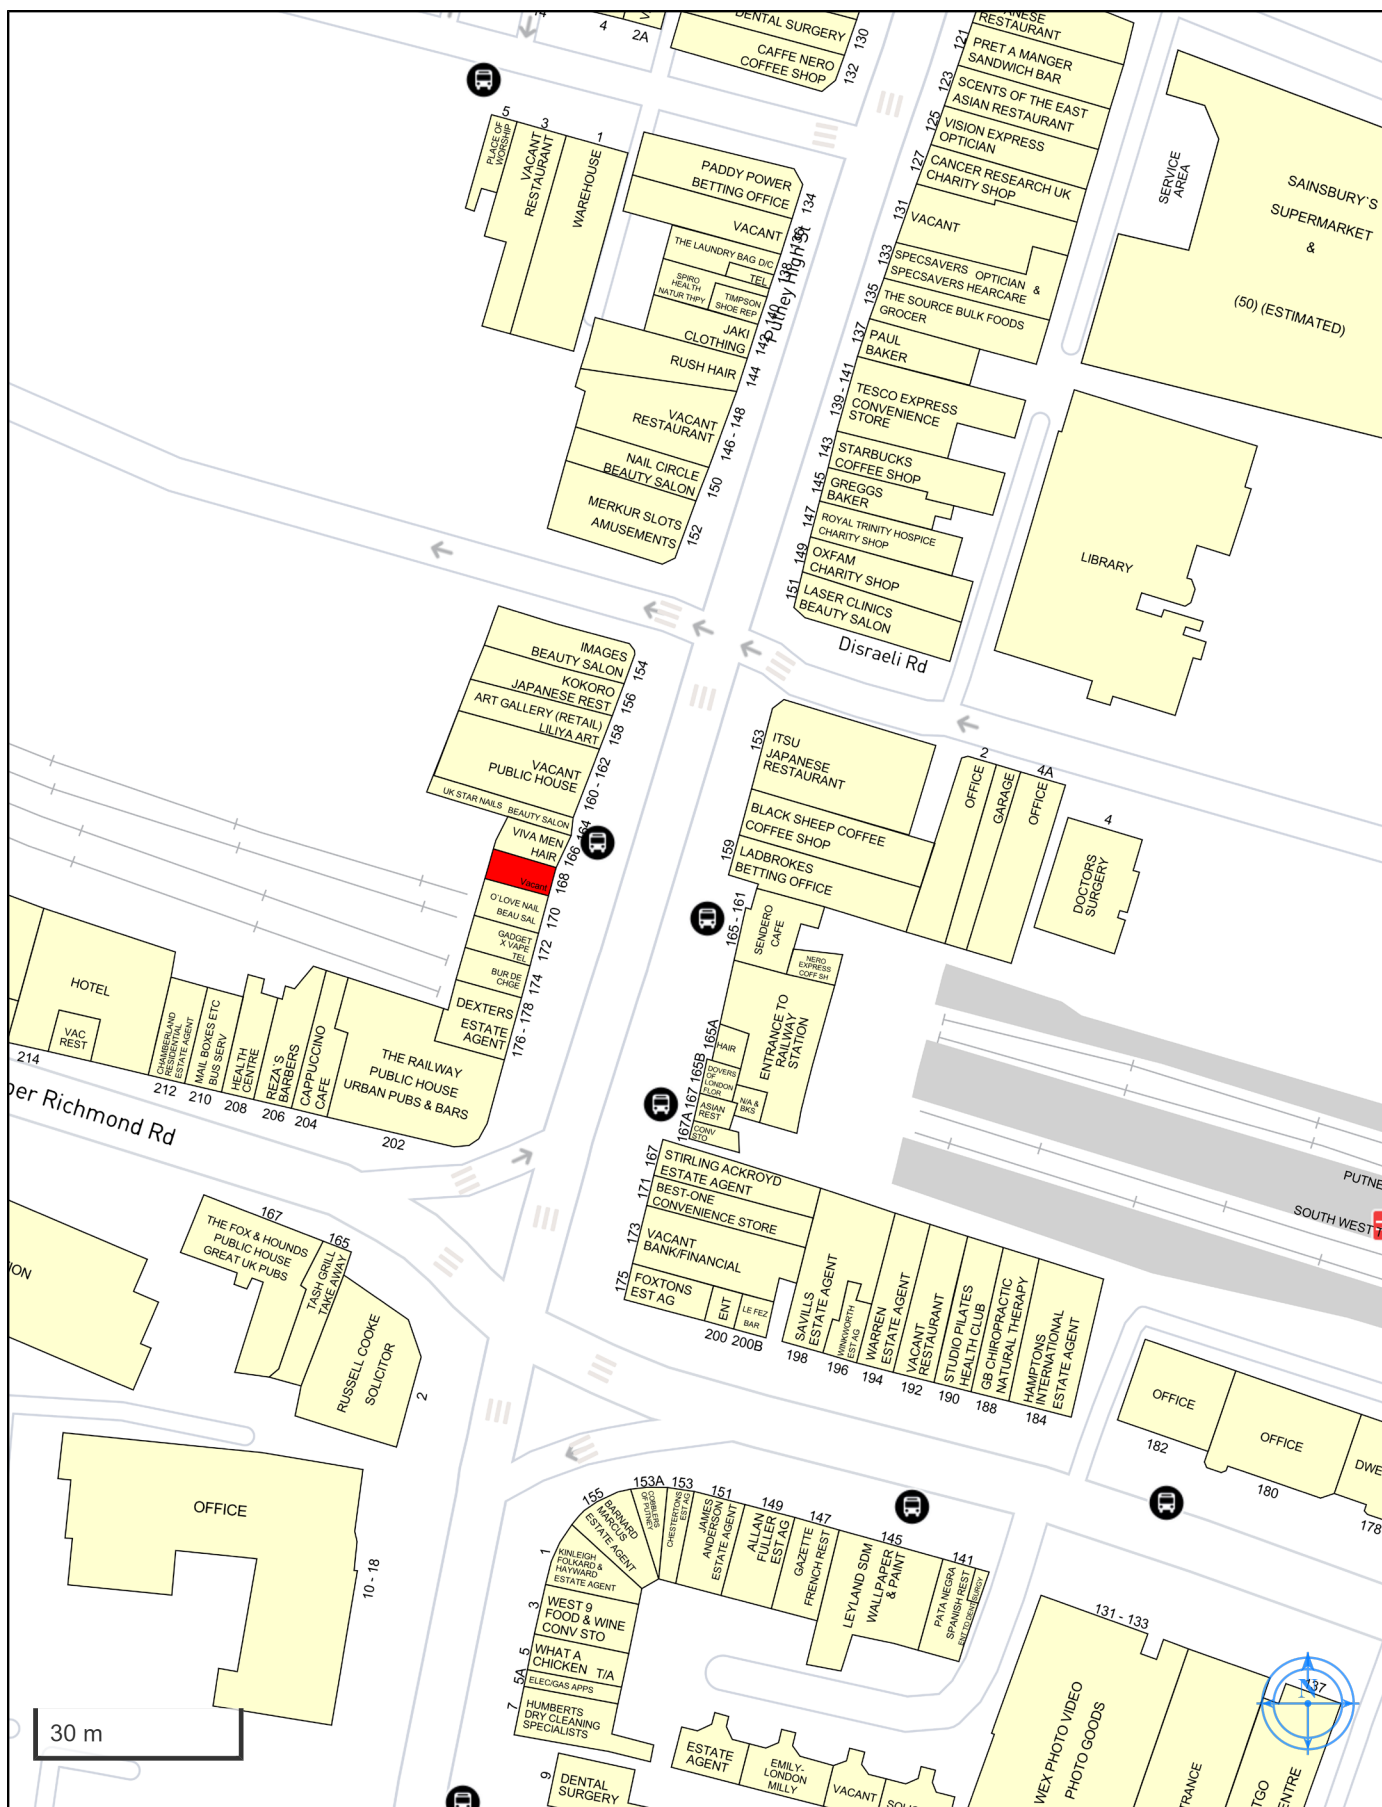 4
2A
DENTAL SURGERY
130
CAFFE NERO
COFFEE SHOP
132
RESTAURANT
121
PRET A MANGER
SANDWICH BAR
123
SCENTS OF THE EAST
ASIAN RESTAURANT
125
VISION EXPRESS
OPTICIAN
127
CANCER RESEARCH UK
CHARITY SHOP
131
VACANT
133
SPECSAVERS OPTICIAN &
SPECSAVERS HEARCARE
135
THE SOURCE BULK FOODS
GROCER
137
PAUL
BAKER
139 - 141
TESCO EXPRESS
CONVENIENCE
STORE
143
STARBUCKS
COFFEE SHOP
145
GREGGS
BAKER
147
ROYAL TRINITY HOSPICE
CHARITY SHOP
149
OXFAM
CHARITY SHOP
151
LASER CLINICS
BEAUTY SALON
SERVICE
AREA
SAINSBURY`S
SUPERMARKET
&
(50) (ESTIMATED)
LIBRARY
5
PLACE OF
WORSHIP
3
VACANT
RESTAURANT
1
WAREHOUSE
PADDY POWER
BETTING OFFICE
134
VACANT
136
THE LAUNDRY BAG D/C
138
TEL
SPIRO
HEALTH
NATUR THPY
TIMPSON
SHOE REP
140
JAKI
CLOTHING
142
Putney High St
RUSH HAIR
144
VACANT
RESTAURANT
146 - 148
NAIL CIRCLE
BEAUTY SALON
150
MERKUR SLOTS
AMUSEMENTS
152
Disraeli Rd
IMAGES
BEAUTY SALON
154
KOKORO
JAPANESE REST
156
ART GALLERY (RETAIL)
LILIYA ART
158
VACANT
PUBLIC HOUSE
160 - 162
UK STAR NAILS BEAUTY SALON
164
VIVA MEN
HAIR
166
Vacant
168
O`LOVE NAIL
BEAU SAL
170
GADGET
X VAPE
TEL
172
BUR DE
CHGE
174
DEXTERS
ESTATE
AGENT
176 - 178
153
ITSU
JAPANESE
RESTAURANT
BLACK SHEEP COFFEE
COFFEE SHOP
159
LADBROKES
BETTING OFFICE
2
OFFICE
GARAGE
4A
OFFICE
4
DOCTORS
SURGERY
165 - 161
SENDERO
CAFE
NERO
EXPRESS
COFF SH
ENTRANCE TO
RAILWAY
STATION
165A
HAIR
165B
DOVERS
OF
LONDON
FLOR
167
ASIAN
REST
N/A &
BKS
167A
CONV
STO
167
STIRLING ACKROYD
ESTATE AGENT
171
BEST-ONE
CONVENIENCE STORE
173
VACANT
BANK/FINANCIAL
175
FOXTONS
EST AG
ENT
200
LE FEZ
BAR
200B
SAVILLS
ESTATE AGENT
198
WINKWORTH
EST AG
196
WARREN
ESTATE AGENT
194
VACANT
RESTAURANT
192
STUDIO PILATES
HEALTH CLUB
190
GB CHIROPRACTIC
NATURAL THERAPY
188
HAMPTONS
INTERNATIONAL
ESTATE AGENT
184
SOUTH WEST
HOTEL
VAC
REST
214
CHAMBERLAND
RESIDENTIAL
ESTATE AGENT
212
MAIL BOXES ETC
BUS SERV
210
HEALTH
CENTRE
208
REZA`S
BARBERS
206
CAPPUCCINO
CAFE
204
THE RAILWAY
PUBLIC HOUSE
URBAN PUBS & BARS
202
per Richmond Rd
167
THE FOX & HOUNDS
PUBLIC HOUSE
GREAT UK PUBS
165
TASH GRILL
TAKE AWAY
RUSSELL COOKE
SOLICITOR
2
OFFICE
10 - 18
OFFICE
182
OFFICE
180
178
155
BARNARD
MARCUS
ESTATE AGENT
153A
COBBLERS
OF PUTNEY
153
CHESTERTONS
EST AG
151
JAMES
ANDERSON
ESTATE AGENT
149
ALLAN
FULLER
EST AG
147
GAZETTE
FRENCH REST
145
LEYLAND SDM
WALLPAPER
& PAINT
141
PATA NEGRA
SPANISH REST
ENT TO DENT SURGY
1
KINLEIGH
FOLKARD &
HAYWARD
ESTATE AGENT
3
WEST 9
FOOD & WINE
CONV STO
5
WHAT A
CHICKEN T/A
5A
ELEC/GAS APPS
7
HUMBERTS
DRY CLEANING
SPECIALISTS
9
DENTAL
SURGERY
ESTATE
AGENT
EMILY-
LONDON
MILLY
VACANT
131 - 133
WEX PHOTO VIDEO
PHOTO GOODS
137
N
30 m